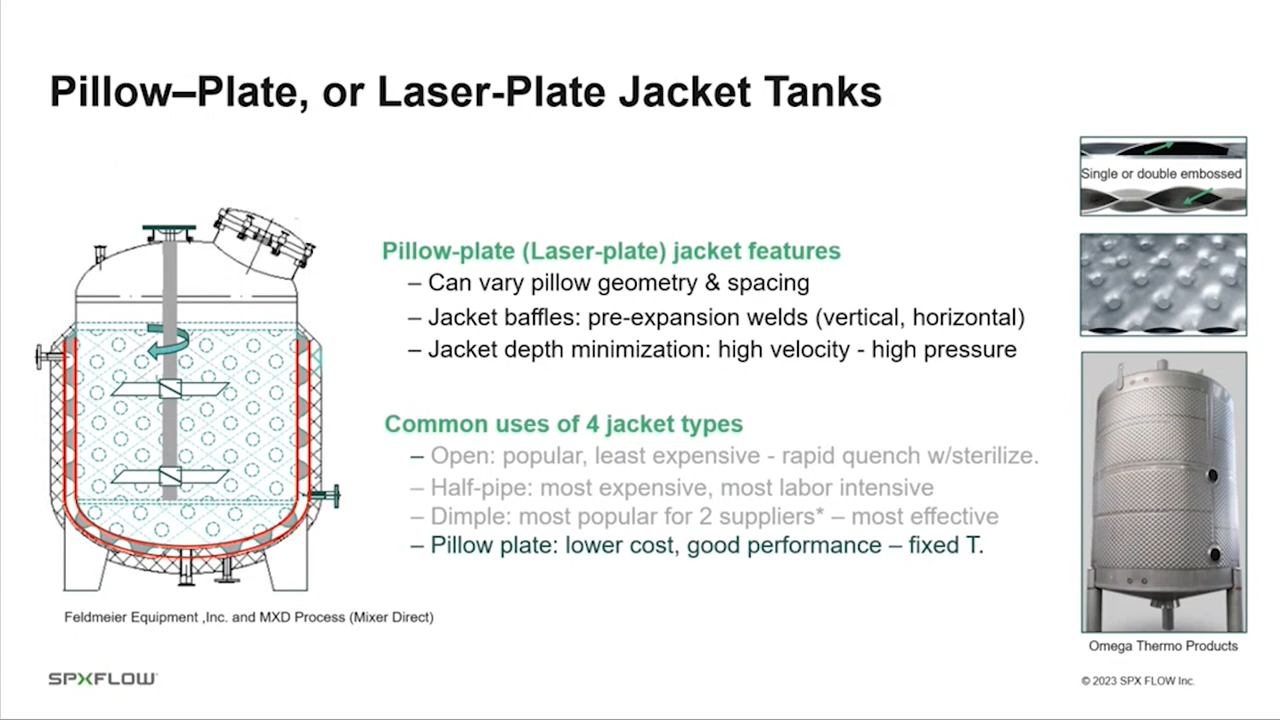 Pillow–Plate, or Laser-Plate Jacket Tanks
Single or double embossed
Pillow-plate (Laser-plate) jacket features
– Can vary pillow geometry & spacing
– Jacket baffles: pre-expansion welds (vertical, horizontal)
– Jacket depth minimization: high velocity - high pressure
Common uses of 4 jacket types
– Open: popular, least expensive - rapid quench w/sterilize.
– Half-pipe: most expensive, most labor intensive
– Dimple: most popular for 2 suppliers* – most effective
– Pillow plate: lower cost, good performance – fixed T.
Feldmeier Equipment ,Inc. and MXD Process (Mixer Direct)
Omega Thermo Products
SPXFLOW
© 2023 SPX FLOW Inc.